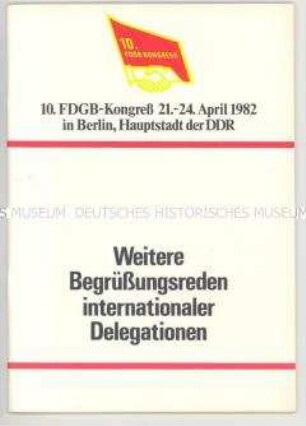 10.
FDGB-KONGRESS
10. FDGB-Kongreß 21.-24. April 1982
in Berlin, Hauptstadt der DDR
S MUSEUM DEUTSCHES HISTORISCHES MUSEUM
Weitere
Begrüßungsreden
internationaler
Delegationen